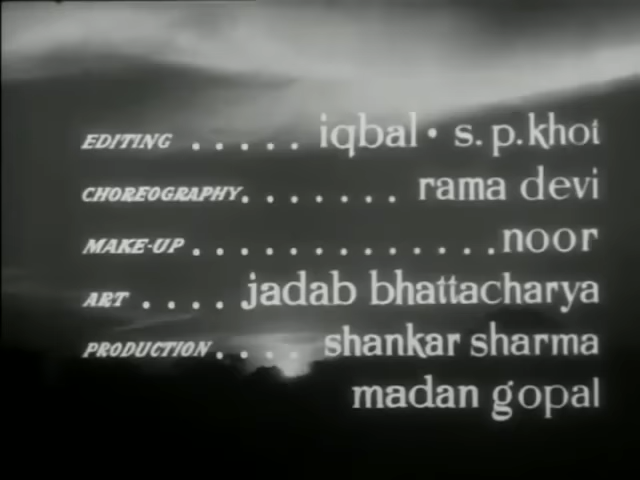 EDITING ..... iqbal • s. p. khot
CHOREOGRAPHY........ rama devi
MAKE-UP ............... noor
ART .... jadab bhattacharya
PRODUCTION .... shankar sharma
madan gopal